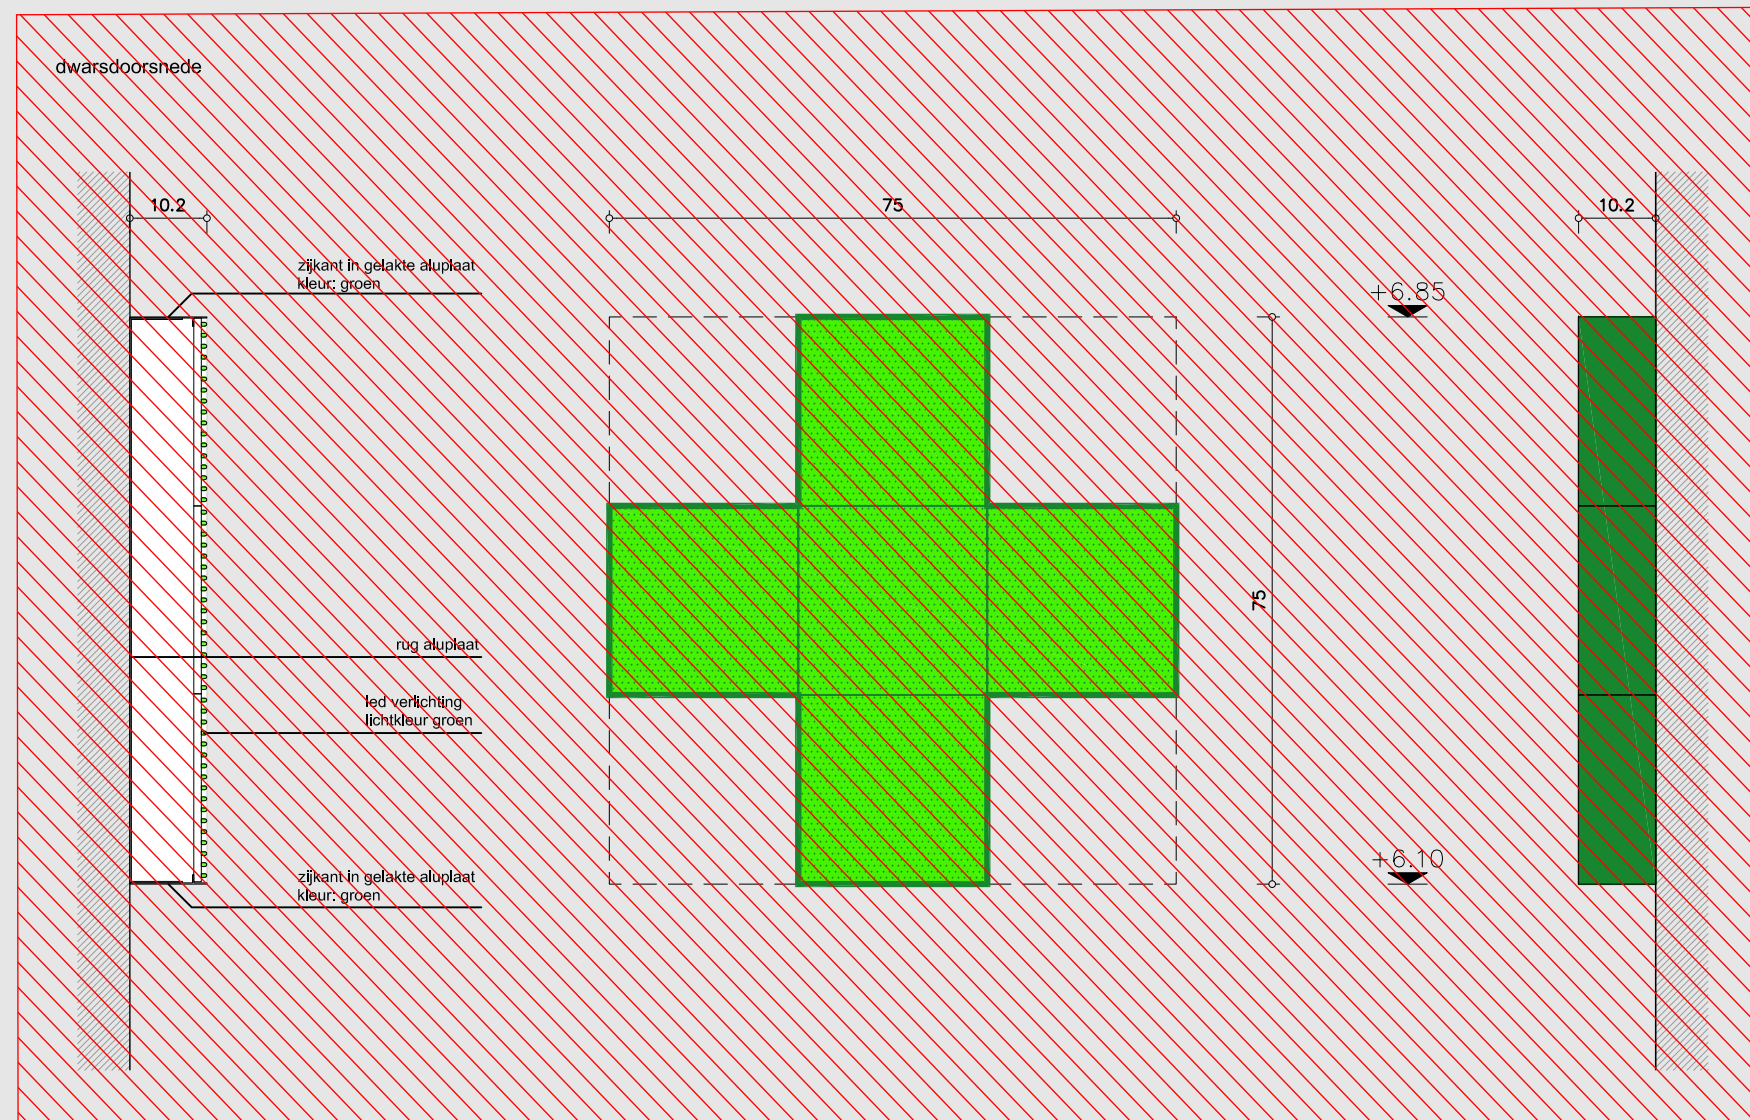 dwarsdoorsnede
10.2
75
10.2
zijkant in gelakte aluplaat
kleur: groen
+6.85
75
rug aluplaat
led verlichting
lichtkleur groen
+6.10
zijkant in gelakte aluplaat
kleur: groen